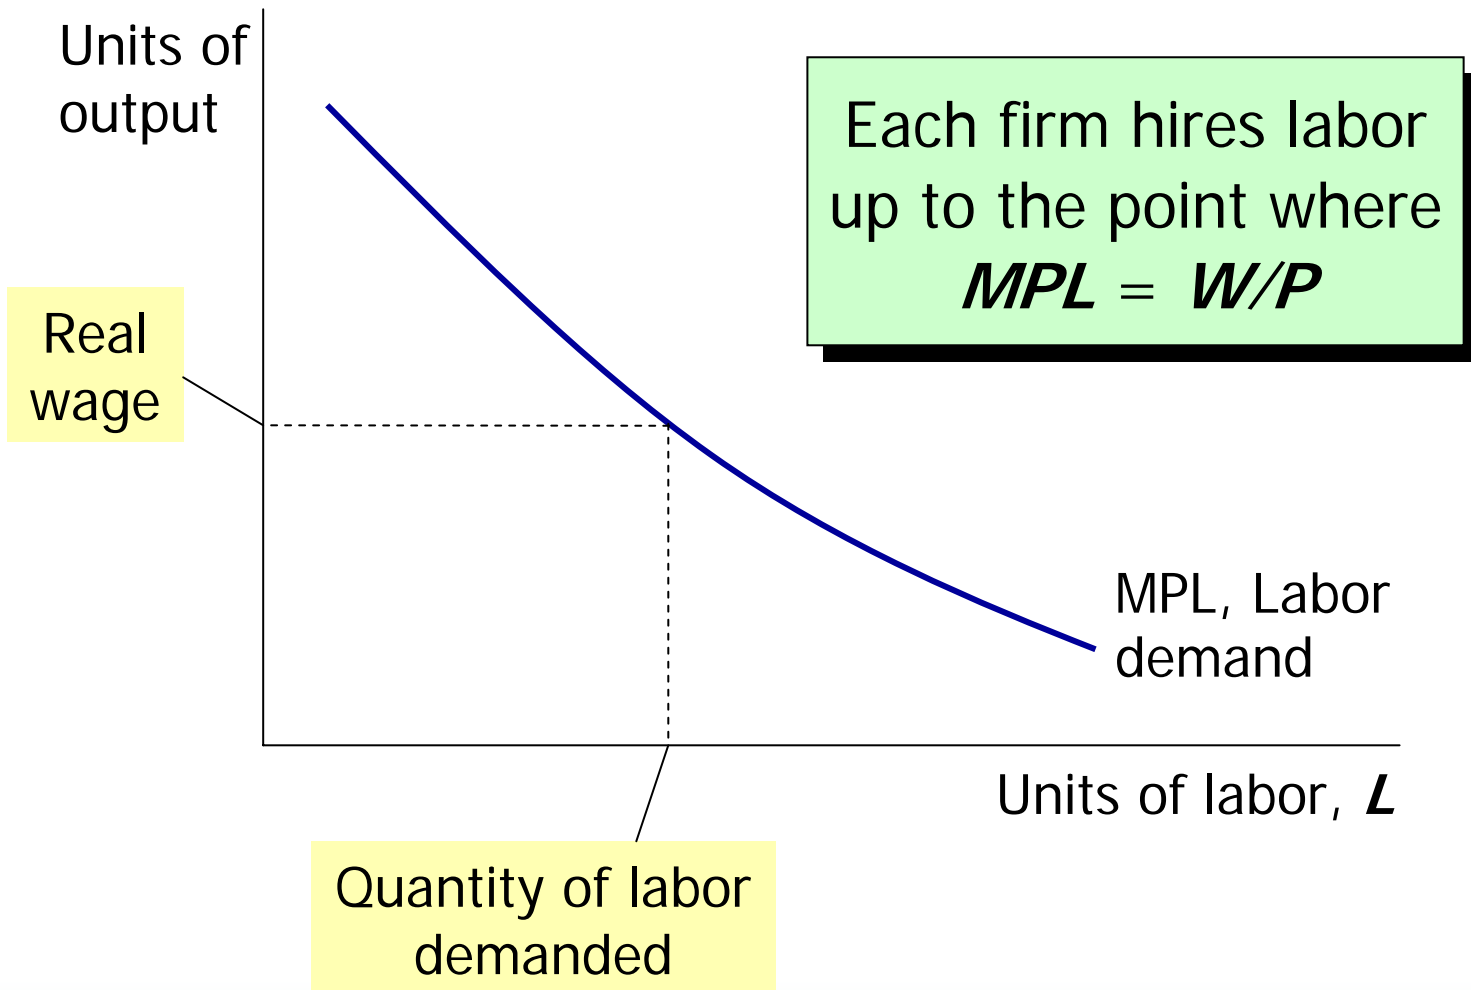 Units of
output
Each firm hires labor
up to the point where
MPL = W/P
Real
wage
MPL, Labor
demand
Units of labor, L
Quantity of labor
demanded